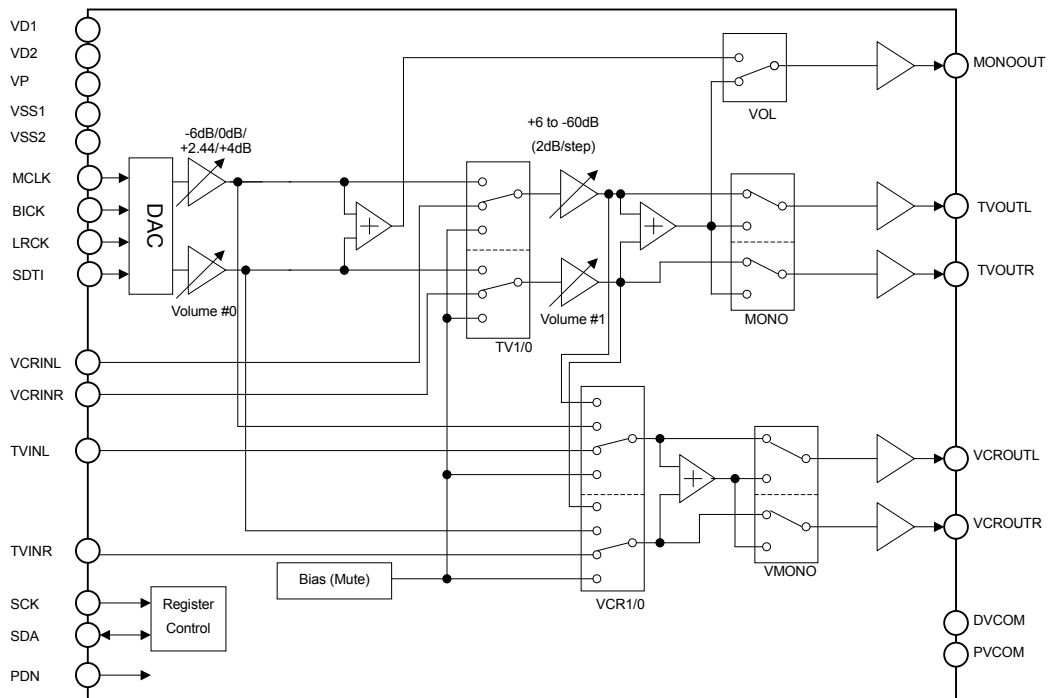 VD1
VD2
VP
VSS1
VSS2
MCLK
BICK
LRCK
SDTI
VCRINL
VCRINR
TVINL
TVINR
SCK
SDA
PDN
DAC
-6dB/0dB/
+2.44/+4dB
Volume #0
TV1/0
+6 to -60dB
(2dB/step)
Volume #1
VOL
MONO
Bias (Mute)
VCR1/0
VMONO
Register
Control
MONOOUT
TVOUTL
TVOUTR
VCROUTL
VCROUTR
DVCOM
PVCOM